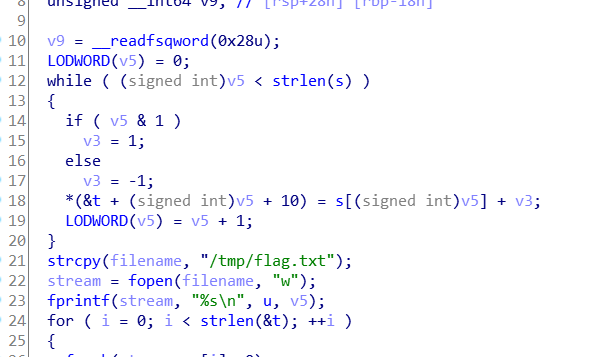 8 unsigned __int64 v9; // [rsp+28h] [rbp-18h]
9
10 v9 = __readfsqword(0x28u);
11 LODWORD(v5) = 0;
12 while ( (signed int)v5 < strlen(s) )
13 {
14 if ( v5 & 1 )
15 v3 = 1;
16 else
17 v3 = -1;
18 *(&t + (signed int)v5 + 10) = s[(signed int)v5] + v3;
19 LODWORD(v5) = v5 + 1;
20 }
21 strcpy(filename, "/tmp/flag.txt");
22 stream = fopen(filename, "w");
23 fprintf(stream, "%s\n", u, v5);
24 for ( i = 0; i < strlen(&t); ++i )
25 {